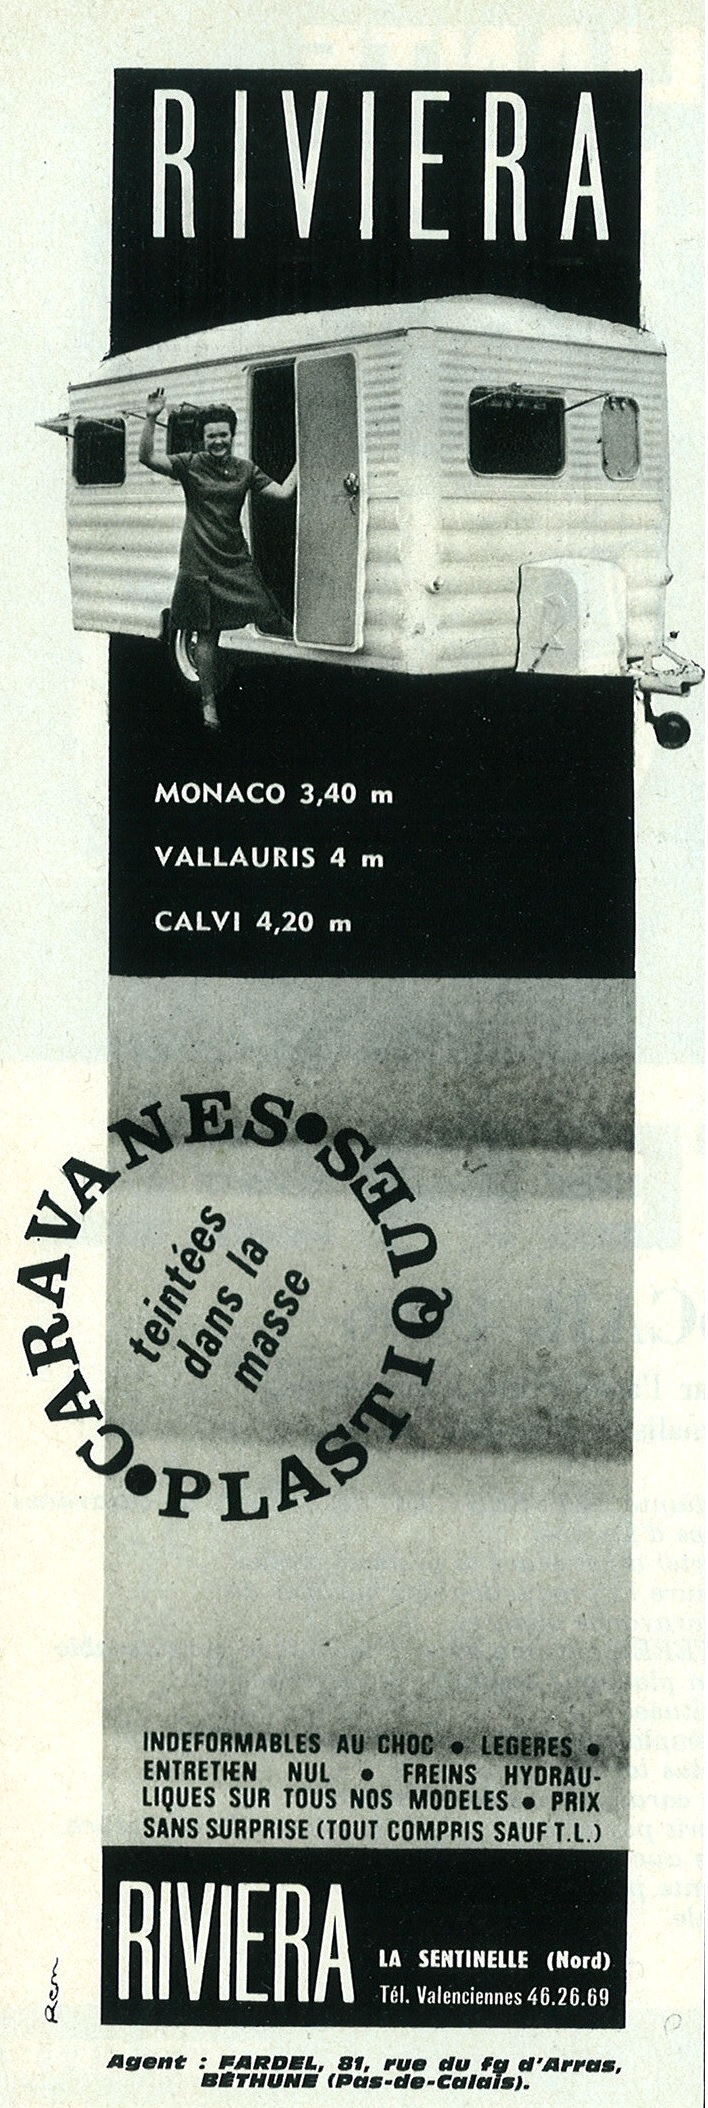 RIVIERA
MONACO 3,40 m
VALLAURIS 4 m
CALVI 4,20 m
CARAVANES • PLASTIQUES •
teintées
dans la
masse
INDEFORMABLES AU CHOC • LEGERES •
ENTRETIEN NUL • FREINS HYDRAU-
LIQUES SUR TOUS NOS MODELES • PRIX
SANS SURPRISE (TOUT COMPRIS SAUF T.L.)
RIVIERA
LA SENTINELLE (Nord)
Tél. Valenciennes 46.26.69
Agent : FARDEL, 81, rue du fg d'Arras,
BÉTHUNE (Pas-de-Calais).